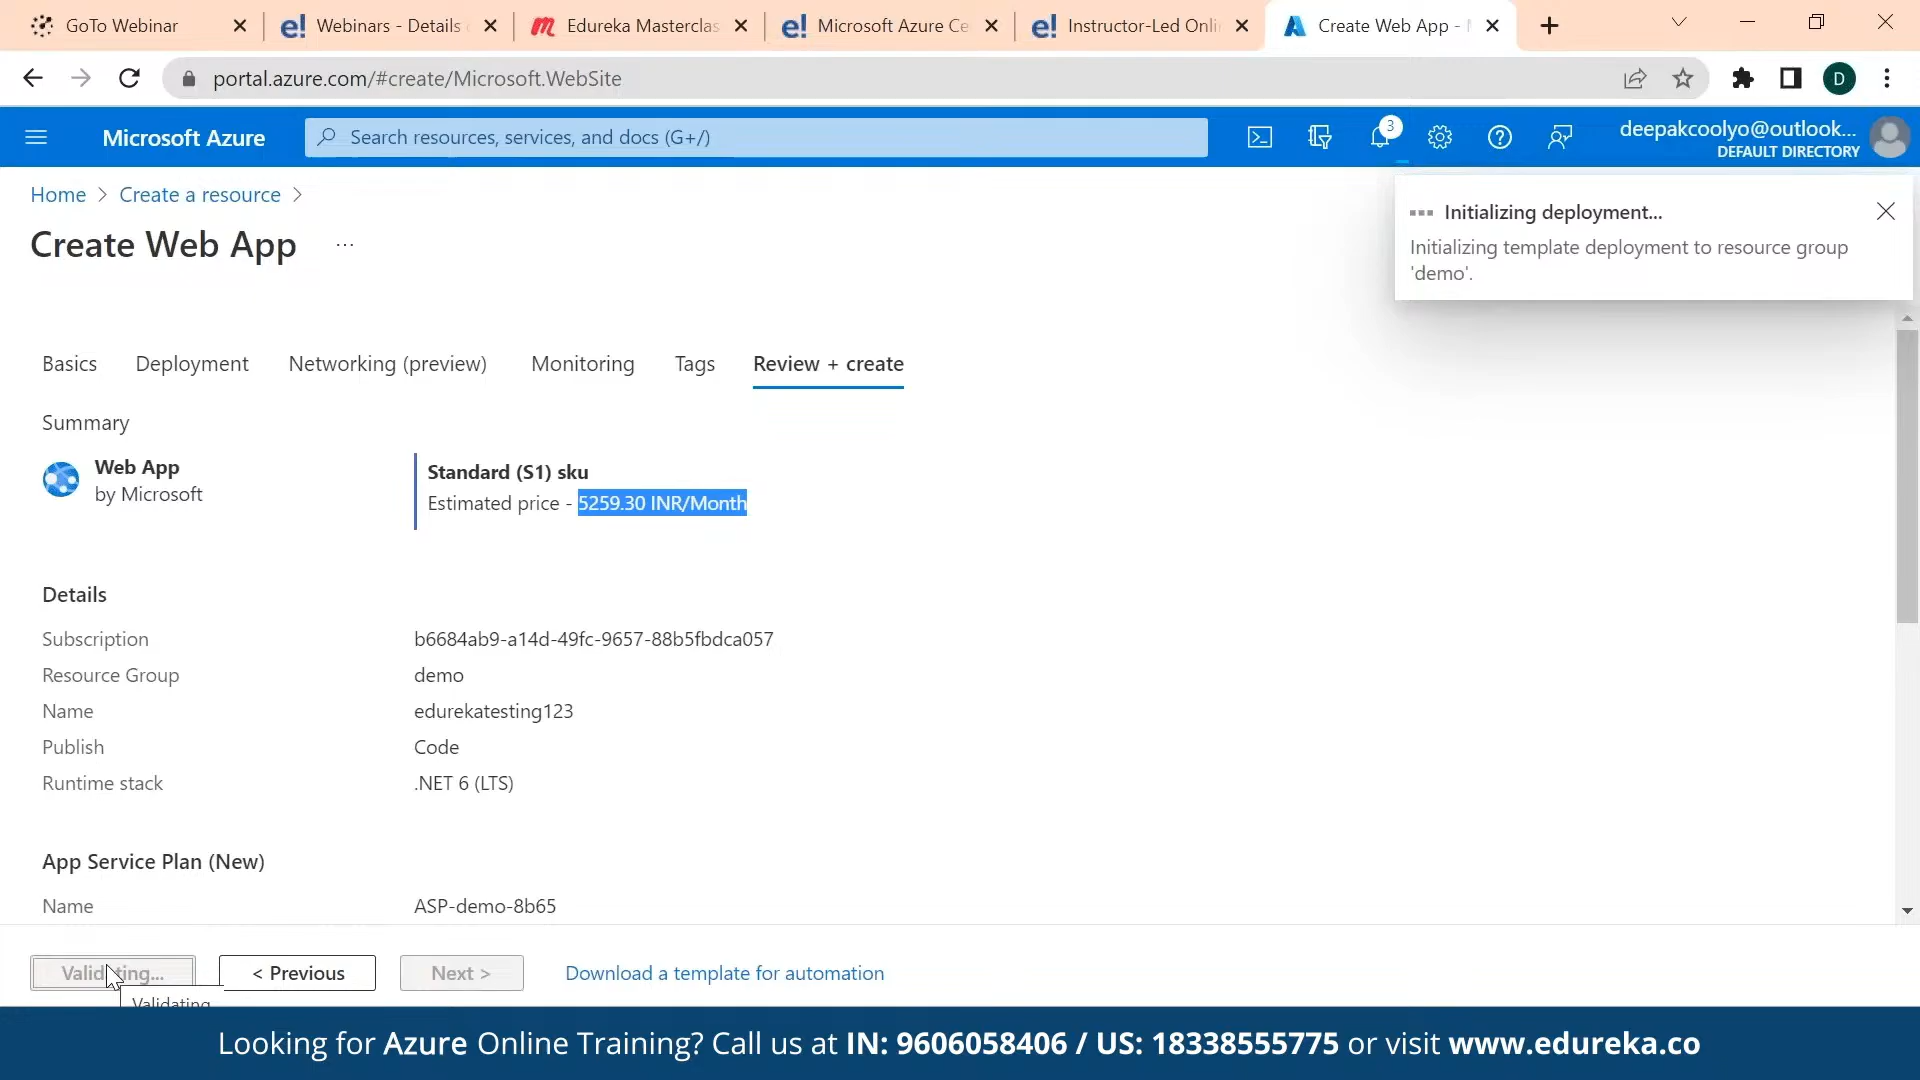 GoTo Webinar
e! Webinars - Details
Edureka Masterclas
e! Microsoft Azure Ce
e! Instructor-Led Onli
Create Web App -
portal.azure.com/#create/Microsoft.WebSite
D
Microsoft Azure
Search resources, services, and docs (G+/)
3
deepakcoolyo@outlook...
DEFAULT DIRECTORY
Home > Create a resource >
Create Web App ...
Initializing deployment...
Initializing template deployment to resource group
'demo'.
Basics Deployment Networking (preview) Monitoring Tags Review + create
Summary
Web App
by Microsoft
Standard (S1) sku
Estimated price - 5259.30 INR/Month
Details
Subscription b6684ab9-a14d-49fc-9657-88b5fbdca057
Resource Group demo
Name edurekatesting123
Publish Code
Runtime stack .NET 6 (LTS)
App Service Plan (New)
Name ASP-demo-8b65
Validating... < Previous Next > Download a template for automation
Validating
Looking for Azure Online Training? Call us at IN: 9606058406 / US: 18338555775 or visit www.edureka.co